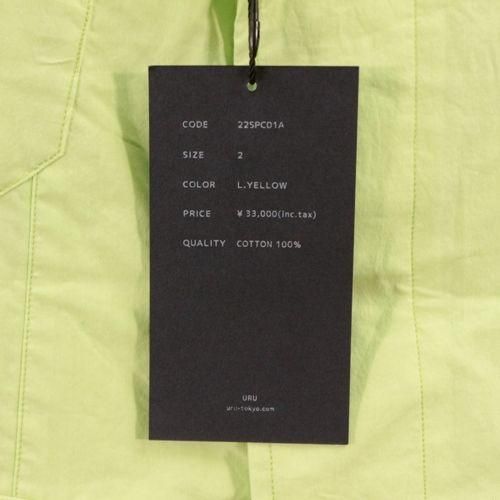 CODE 22SPC01A
SIZE 2
COLOR L.YELLOW
PRICE ¥ 33,000(inc.tax)
QUALITY COTTON 100%
URU
uru-tokyo.com